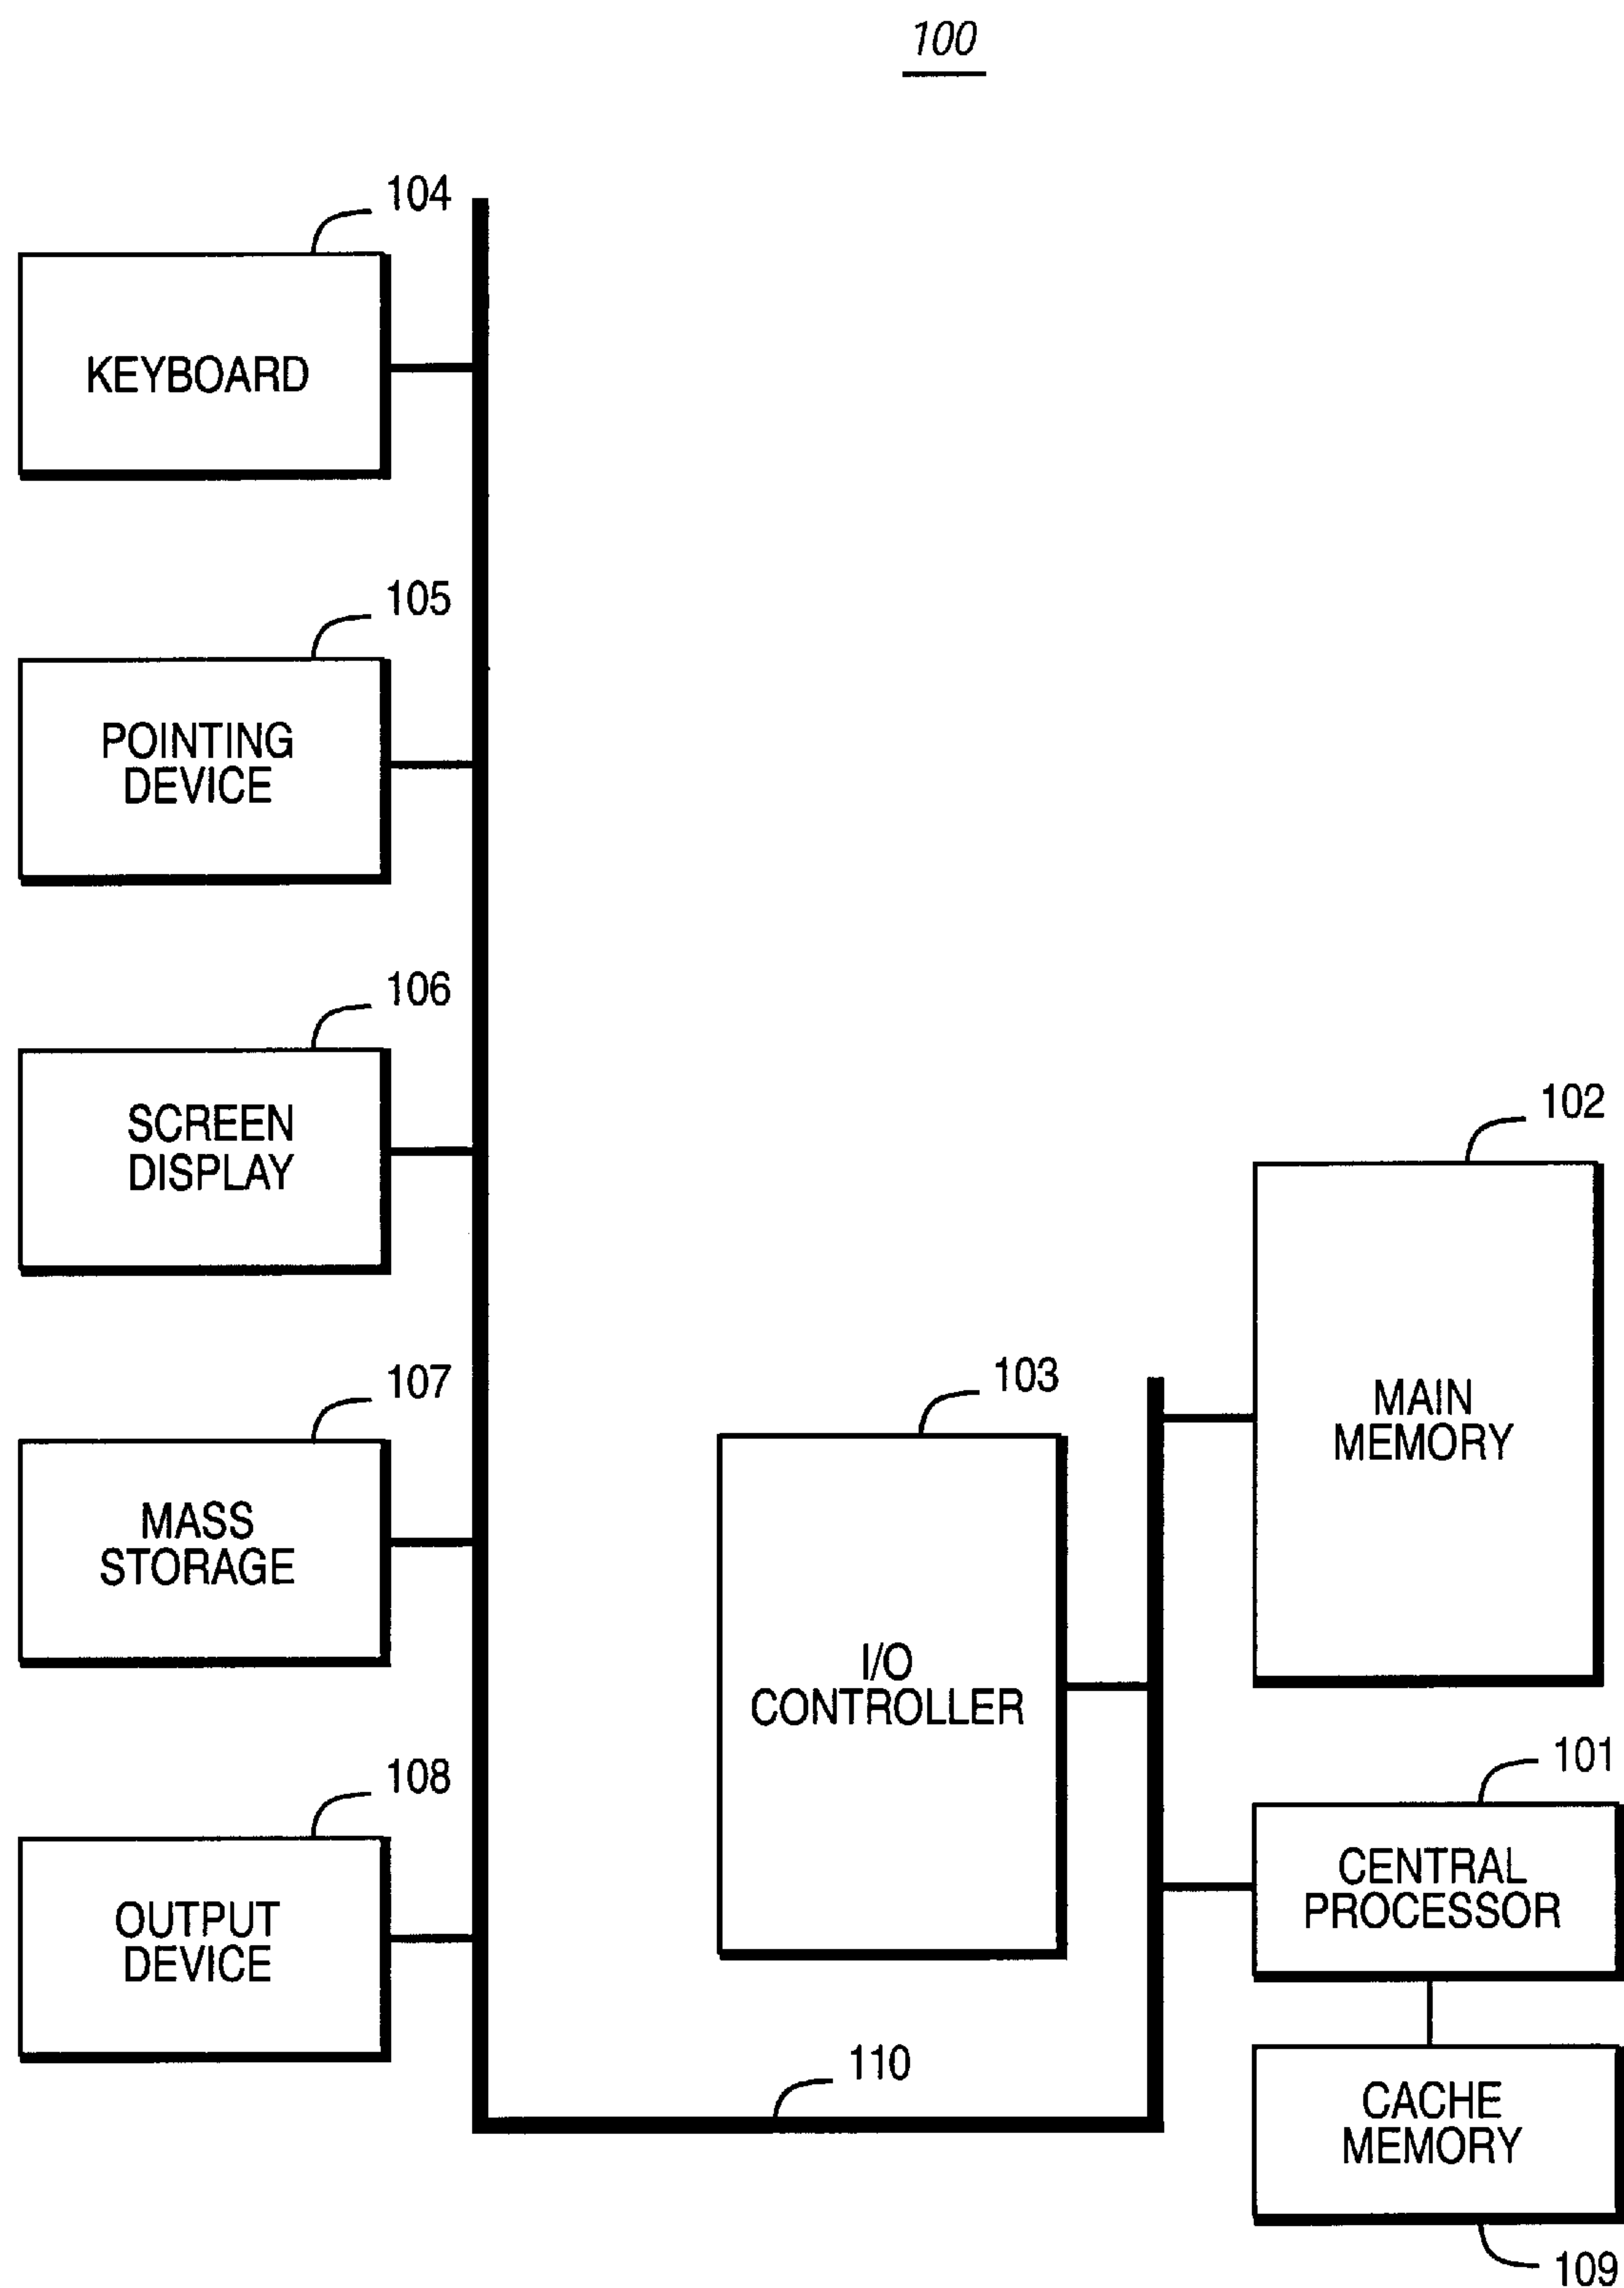 100
104
KEYBOARD
105
POINTING
DEVICE
106
SCREEN
DISPLAY
107
MASS
STORAGE
108
OUTPUT
DEVICE
103
I/O
CONTROLLER
102
MAIN
MEMORY
101
CENTRAL
PROCESSOR
110
CACHE
MEMORY
109